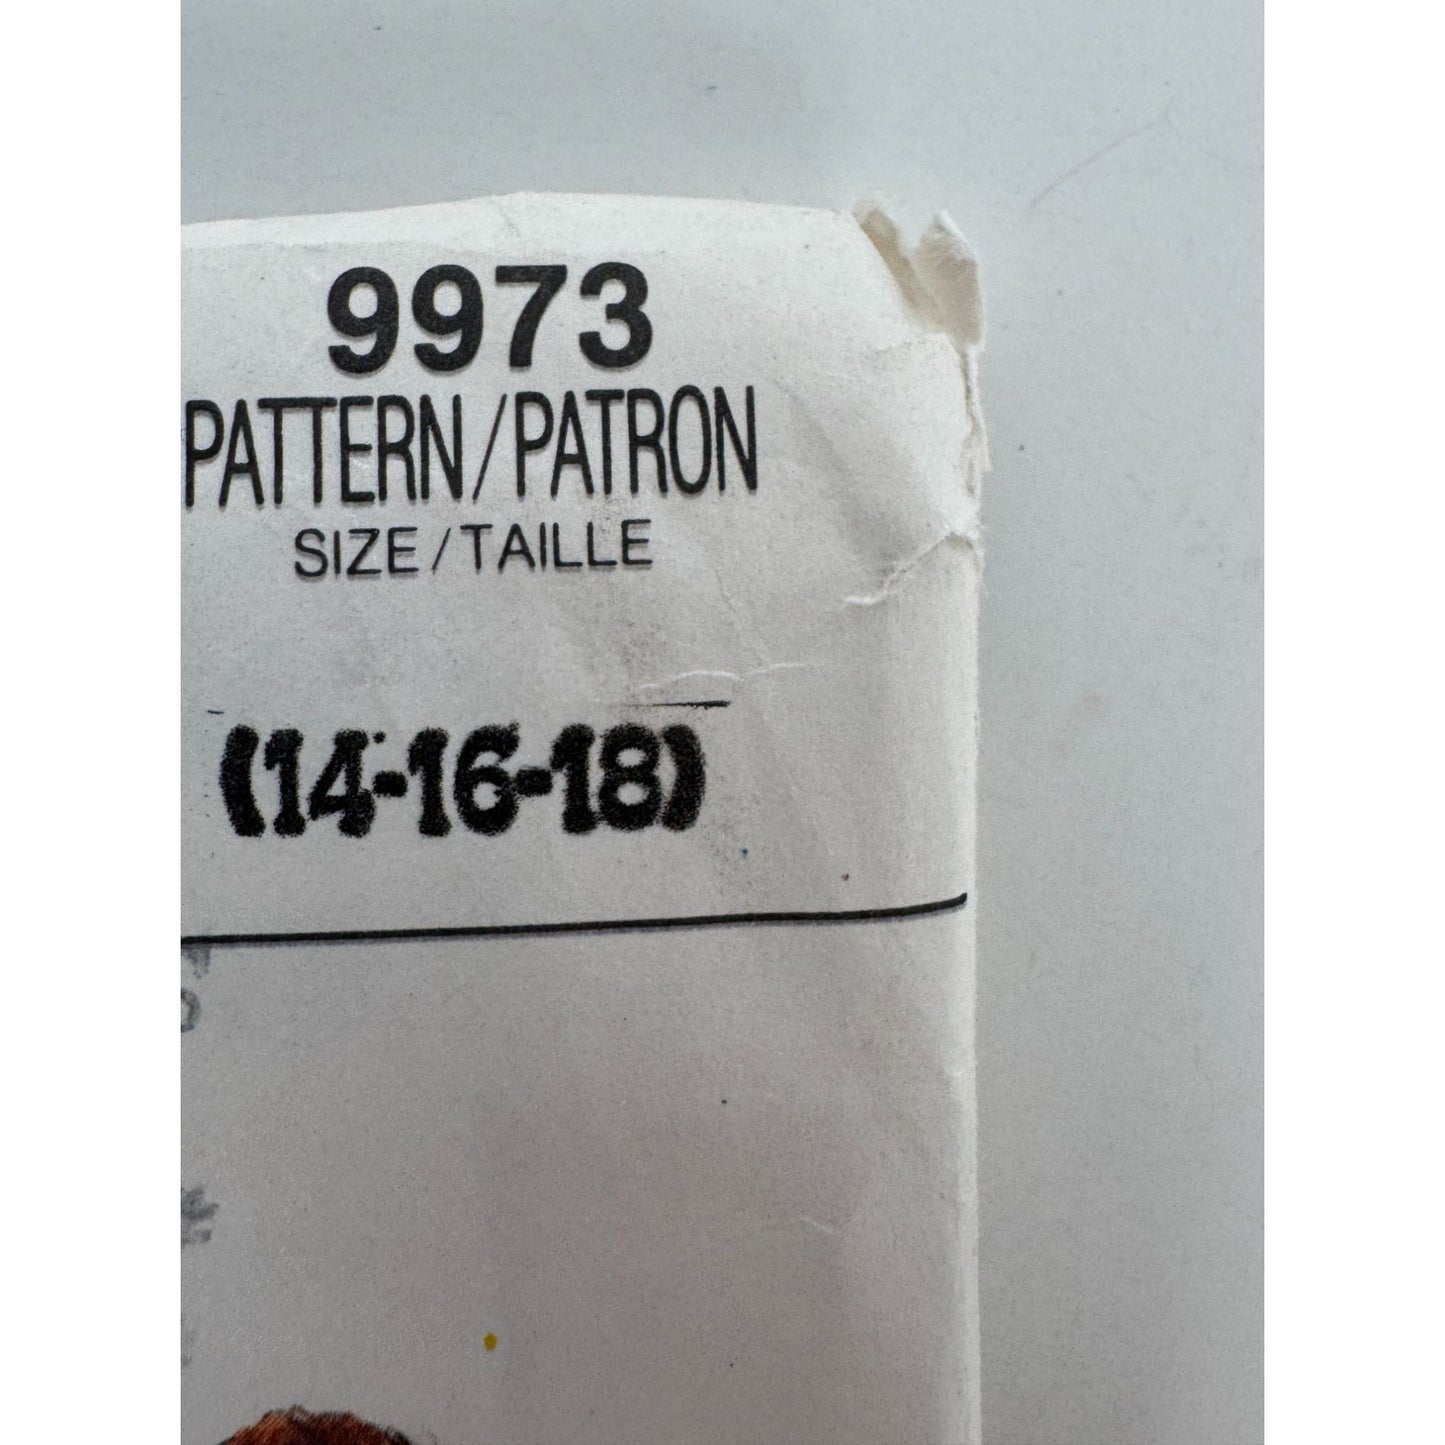 9973
PATTERN/PATRON
SIZE/TAILLE
(14-16-18)